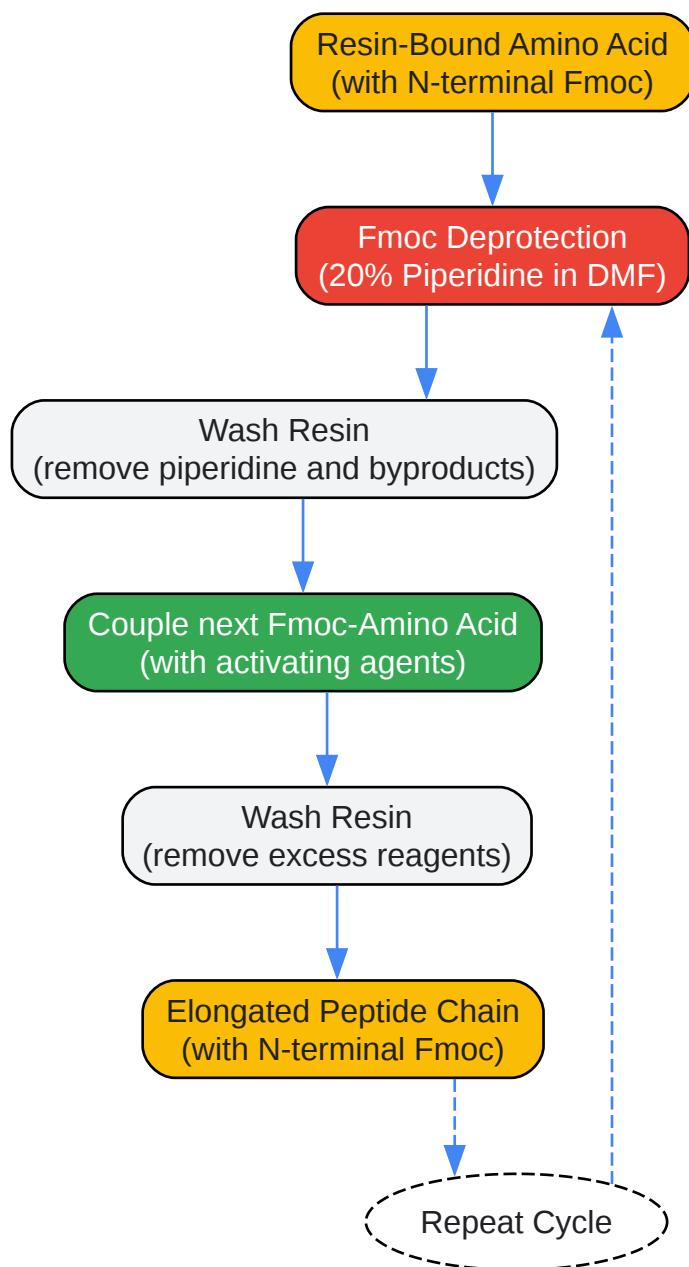 Resin-Bound Amino Acid
(with N-terminal Fmoc)
Fmoc Deprotection
(20% Piperidine in DMF)
Wash Resin
(remove piperidine and byproducts)
Couple next Fmoc-Amino Acid
(with activating agents)
Wash Resin
(remove excess reagents)
Elongated Peptide Chain
(with N-terminal Fmoc)
Repeat Cycle